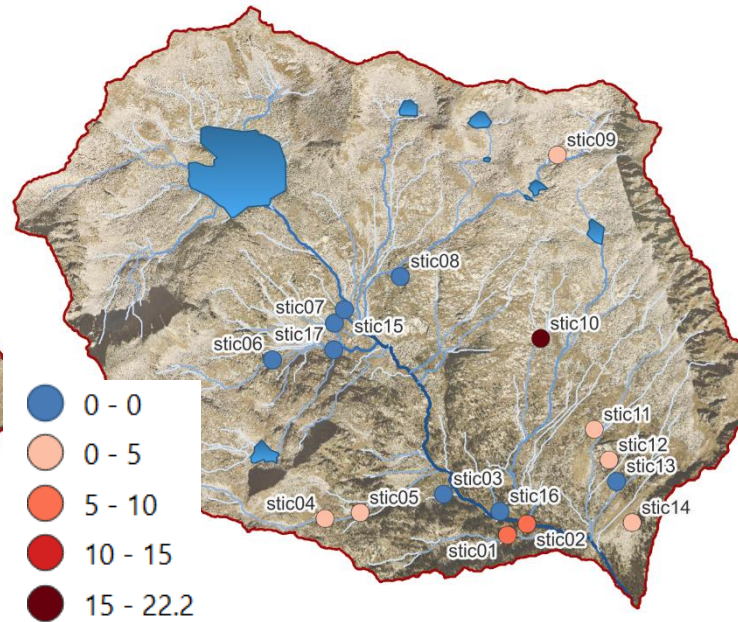 stic09
stic08
stic07
stic15
stic17
stic10
stic06
stic11
stic12
stic13
stic03
stic05
stic16
stic04
stic14
stic02
stic01
0 - 0
0 - 5
5 - 10
10 - 15
15 - 22.2